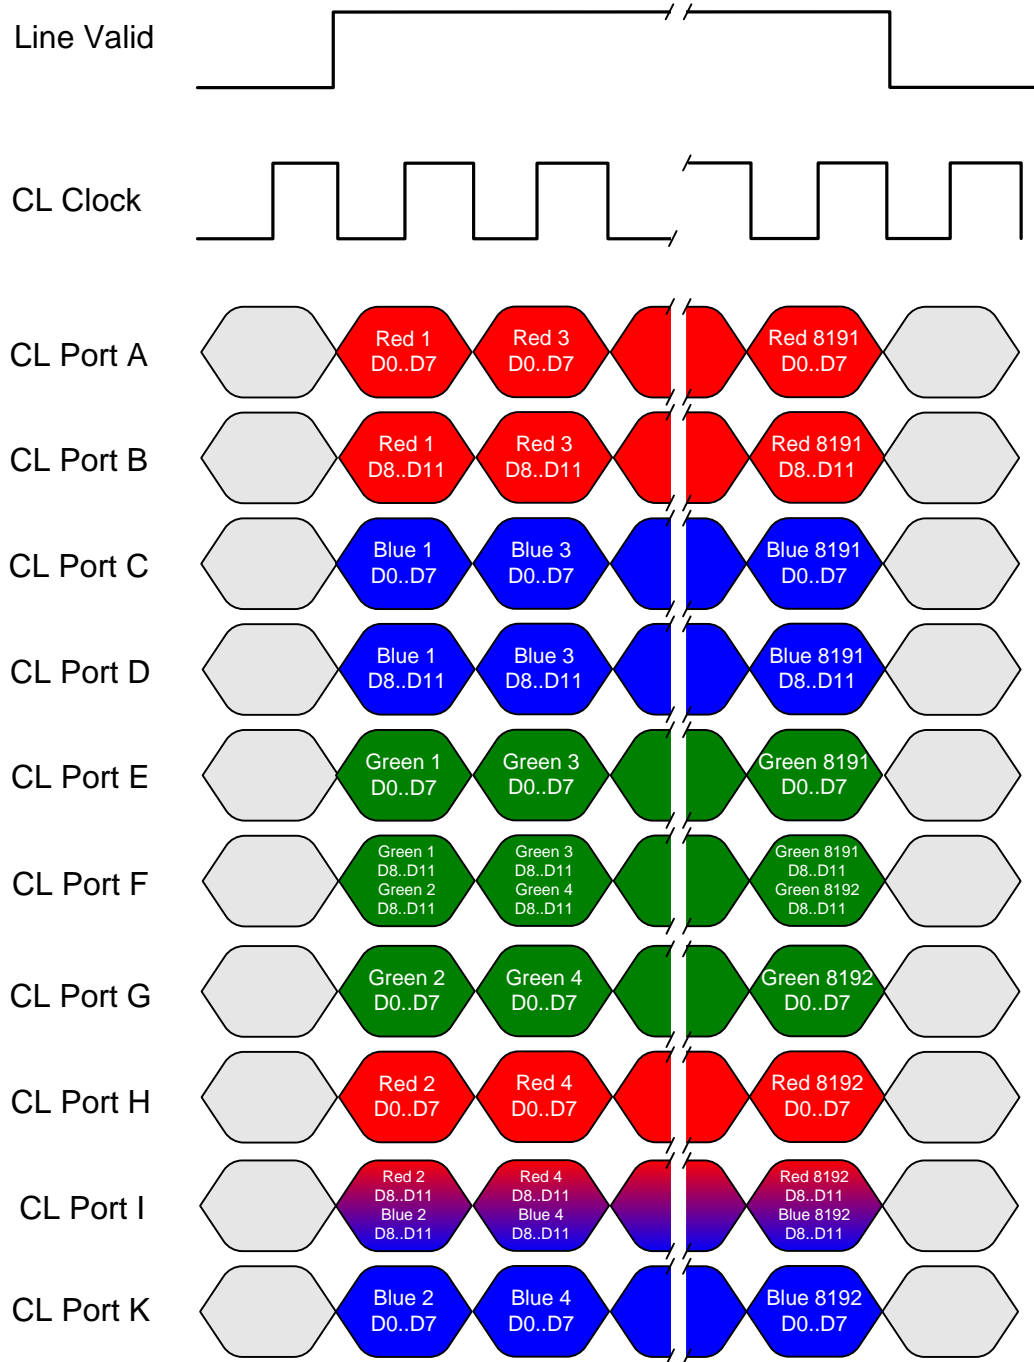 Line Valid
CL Clock
CL Port A
Red 1
D0..D7
Red 3
D0..D7
Red 8191
D0..D7
CL Port B
Red 1
D8..D11
Red 3
D8..D11
Red 8191
D8..D11
CL Port C
Blue 1
D0..D7
Blue 3
D0..D7
Blue 8191
D0..D7
CL Port D
Blue 1
D8..D11
Blue 3
D8..D11
Blue 8191
D8..D11
CL Port E
Green 1
D0..D7
Green 3
D0..D7
Green 8191
D0..D7
CL Port F
Green 1
D8..D11
Green 2
D8..D11
Green 3
D8..D11
Green 4
D8..D11
Green 8191
D8..D11
Green 8192
D8..D11
CL Port G
Green 2
D0..D7
Green 4
D0..D7
Green 8192
D0..D7
CL Port H
Red 2
D0..D7
Red 4
D0..D7
Red 8192
D0..D7
CL Port I
Red 2
D8..D11
Blue 2
D8..D11
Red 4
D8..D11
Blue 4
D8..D11
Red 8192
D8..D11
Blue 8192
D8..D11
CL Port K
Blue 2
D0..D7
Blue 4
D0..D7
Blue 8192
D0..D7